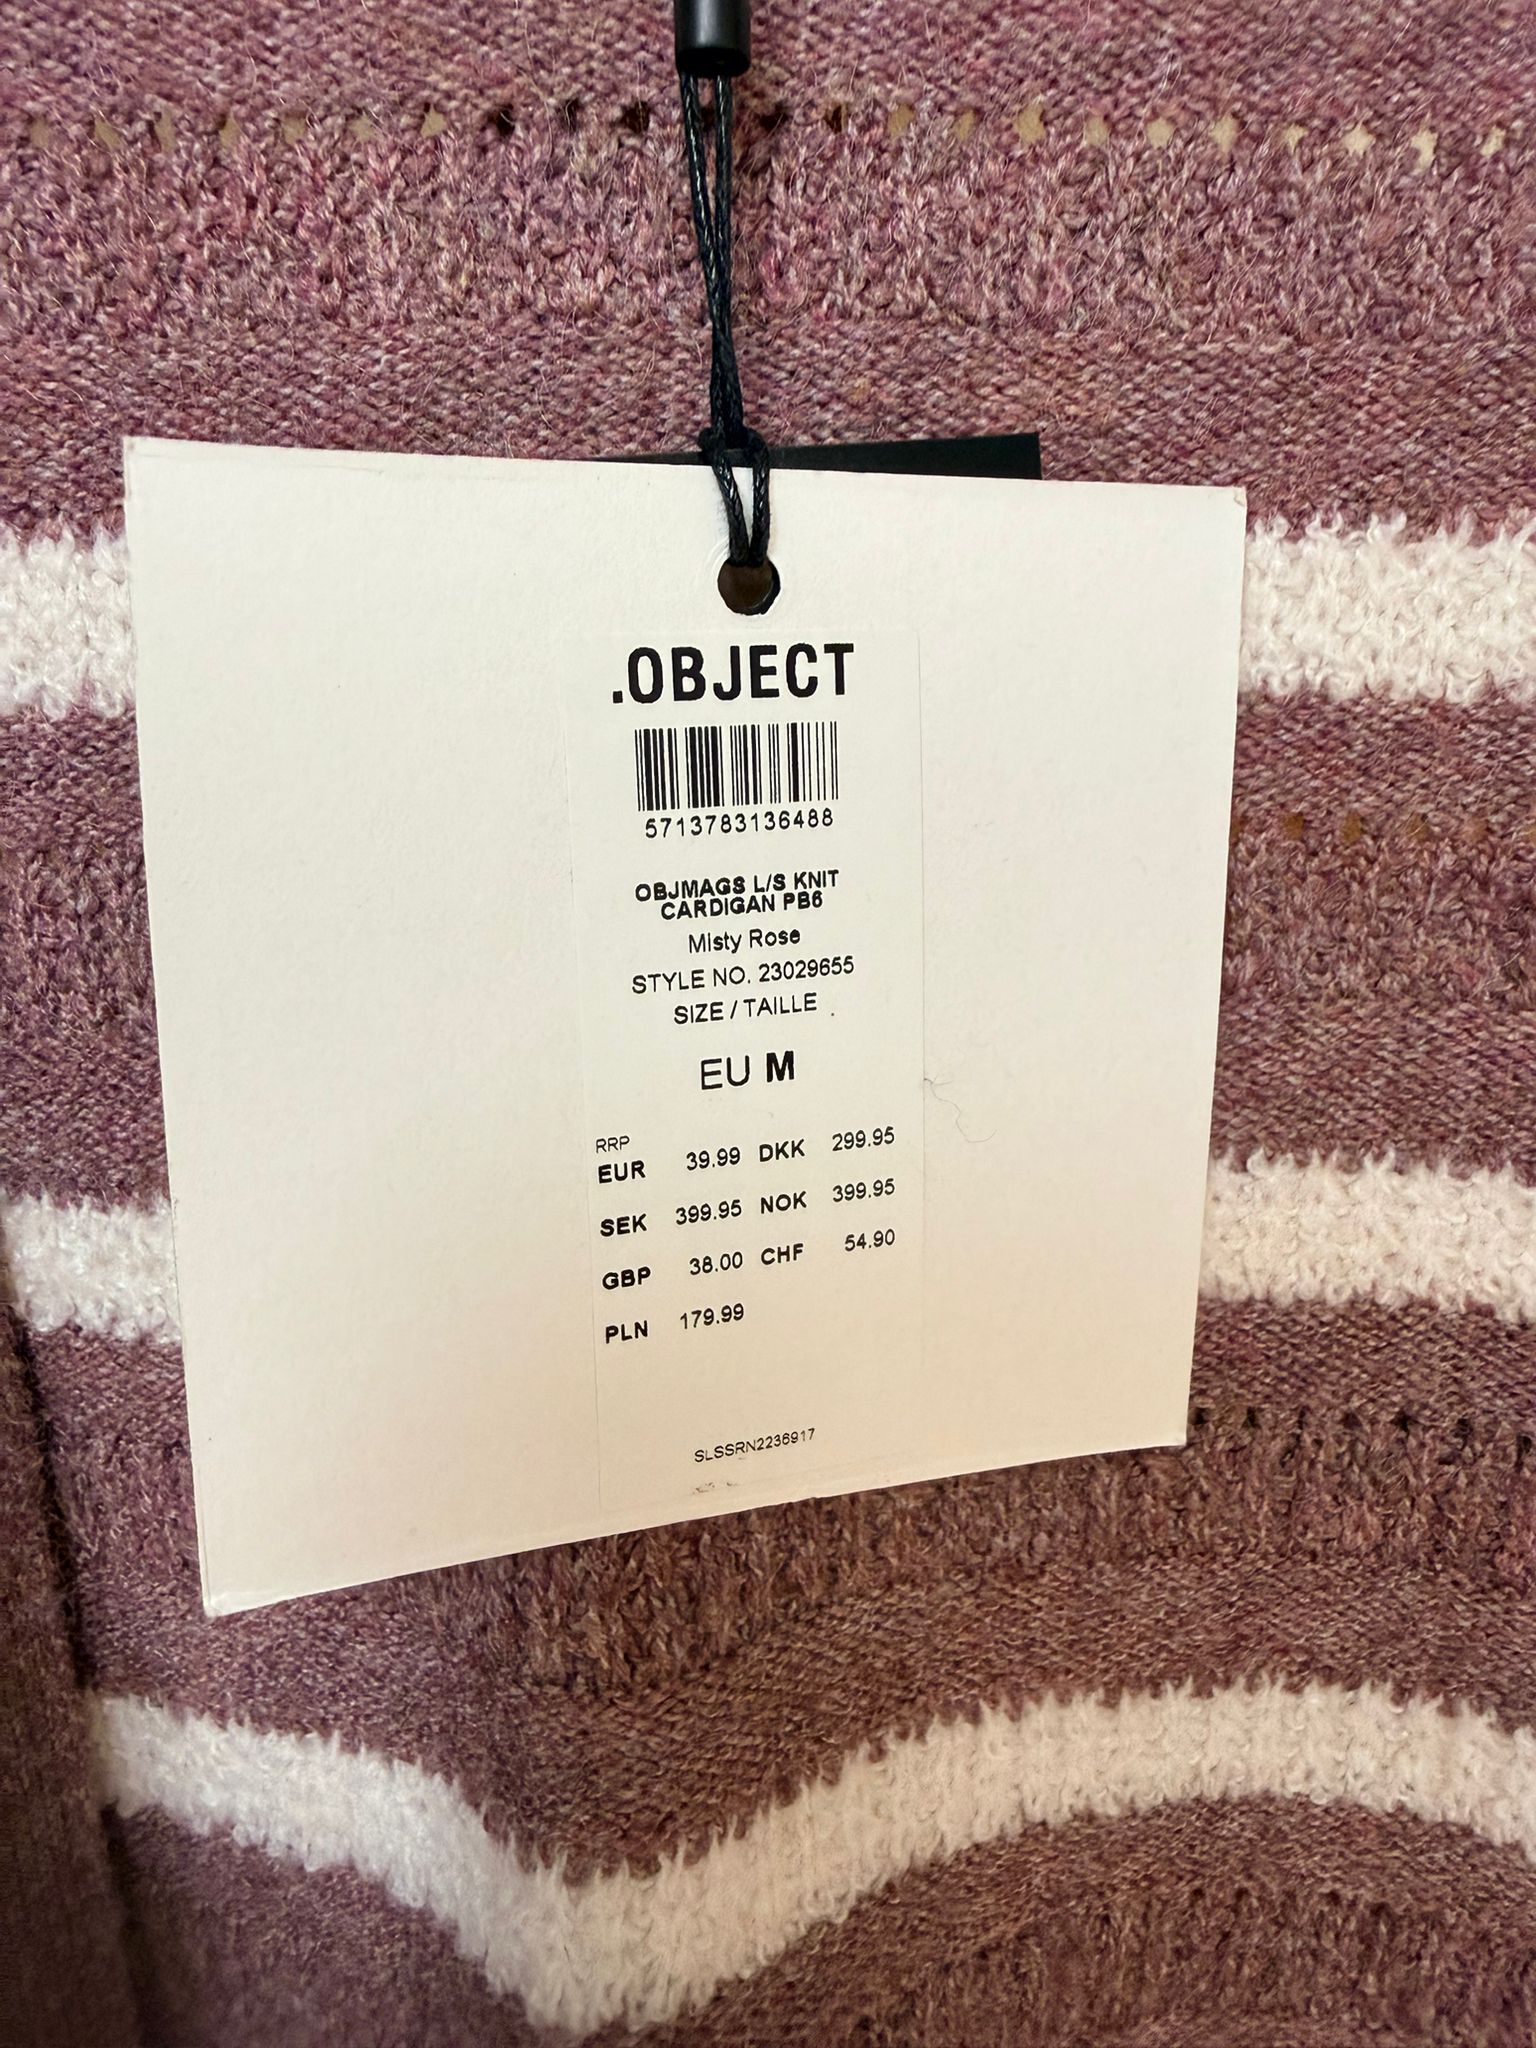 .OBJECT
5713783136488
OBJMAGS L/S KNIT
CARDIGAN PB6
Misty Rose
STYLE NO. 23029655
SIZE / TAILLE
EU M
RRP
EUR 39.99 DKK 299.95
SEK 399.95 NOK 399.95
GBP 38.00 CHF 54.90
PLN 179.99
SLSSRN2236917